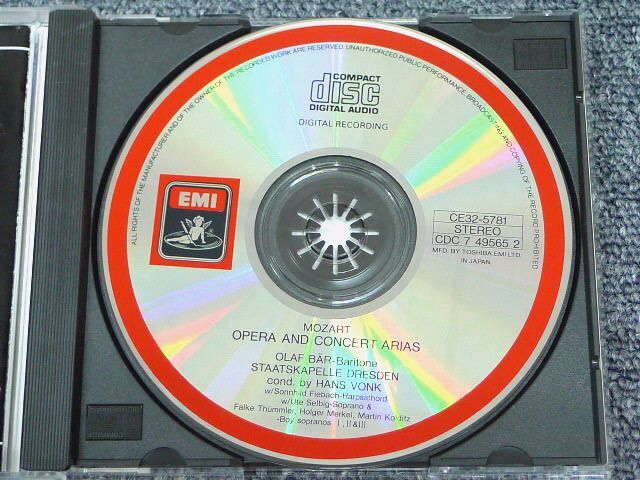 ALL RIGHTS OF THE MANUFACTURER AND OF THE OWNER OF THE RECORDED WORK ARE RESERVED. UNAUTHORIZED PUBLIC PERFORMANCE, BROADCASTING AND COPYING OF THE RECORD PROHIBITED
COMPACT
disc
DIGITAL AUDIO
DIGITAL RECORDING
EMI
CE32-5781
STEREO
CDC 7 49565 2
MFD. BY TOSHIBA EMI LTD.
IN JAPAN
MOZART
OPERA AND CONCERT ARIAS
OLAF BÄR-Baritone
STAATSKAPELLE DRESDEN
cond. by HANS VONK
w/Sonnhild Fiebach-Harpsichord
w/Ute Selbig-Soprano &
Falke Thümmler, Holger Merkel, Martin Kolditz
-Boy sopranos I, II & III